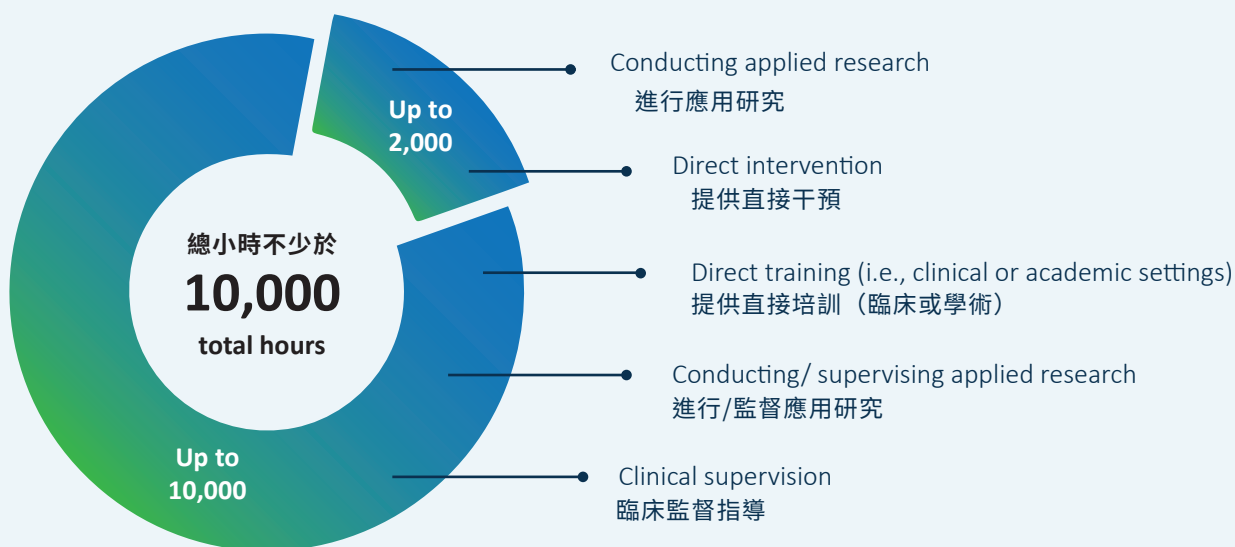 Conducting applied research
進行應用研究
Up to
2,000
Direct intervention
提供直接干預
總小時不少於
10,000
total hours
Direct training (i.e., clinical or academic settings)
提供直接培訓（臨床或學術）
Conducting/ supervising applied research
進行/監督應用研究
Up to
10,000
Clinical supervision
臨床監督指導